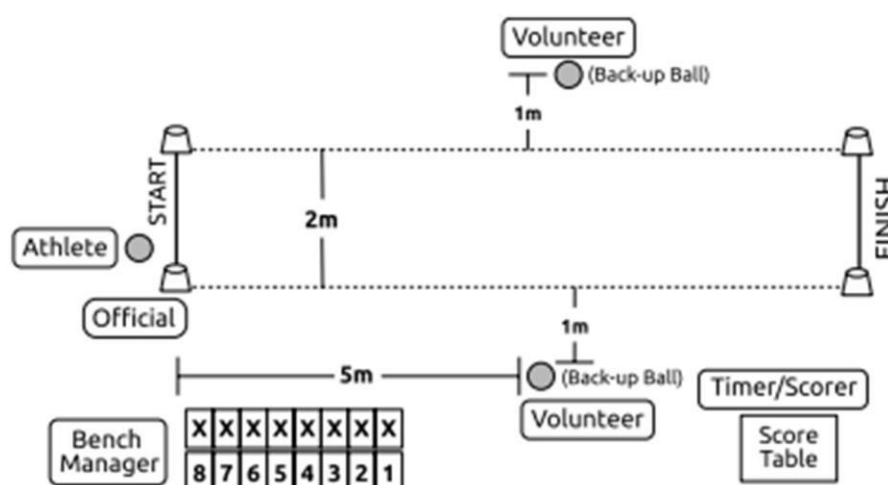 Volunteer
(Back-up Ball)
1m
START
2m
FINISH
Athlete
Official
1m
5m
(Back-up Ball)
Volunteer
Timer/Scorer
Bench
Manager
X X X X X X X X
8 7 6 5 4 3 2 1
Score
Table